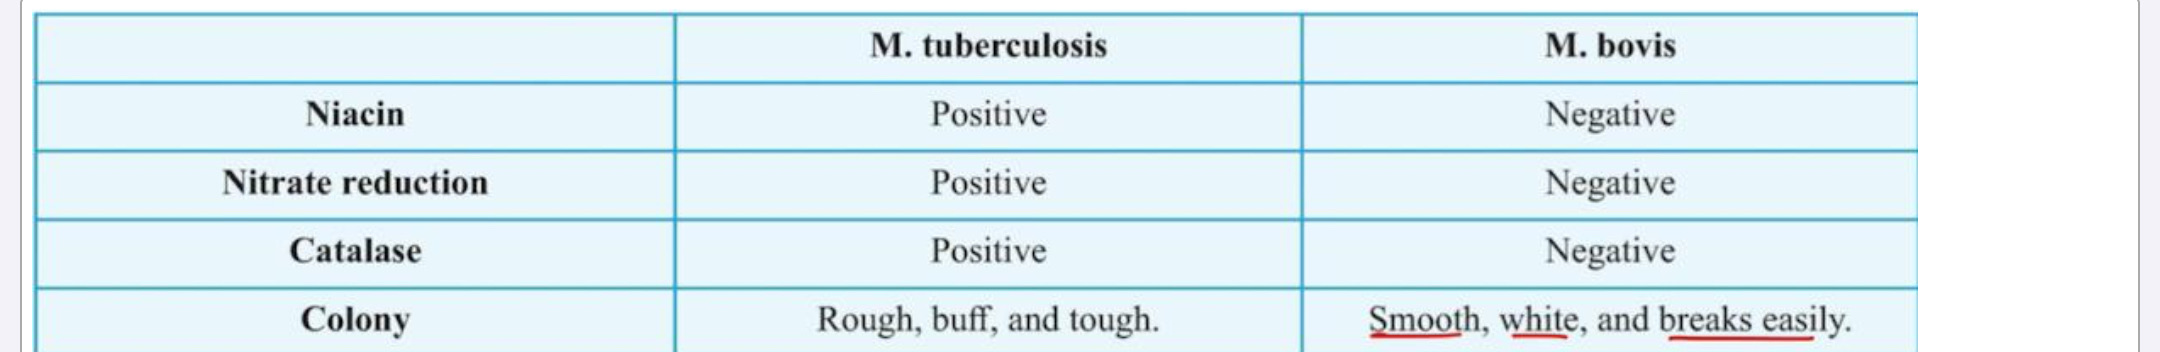 M. tuberculosis M. bovis
Niacin Positive Negative
Nitrate reduction Positive Negative
Catalase Positive Negative
Colony Rough, buff, and tough. Smooth, white, and breaks easily.